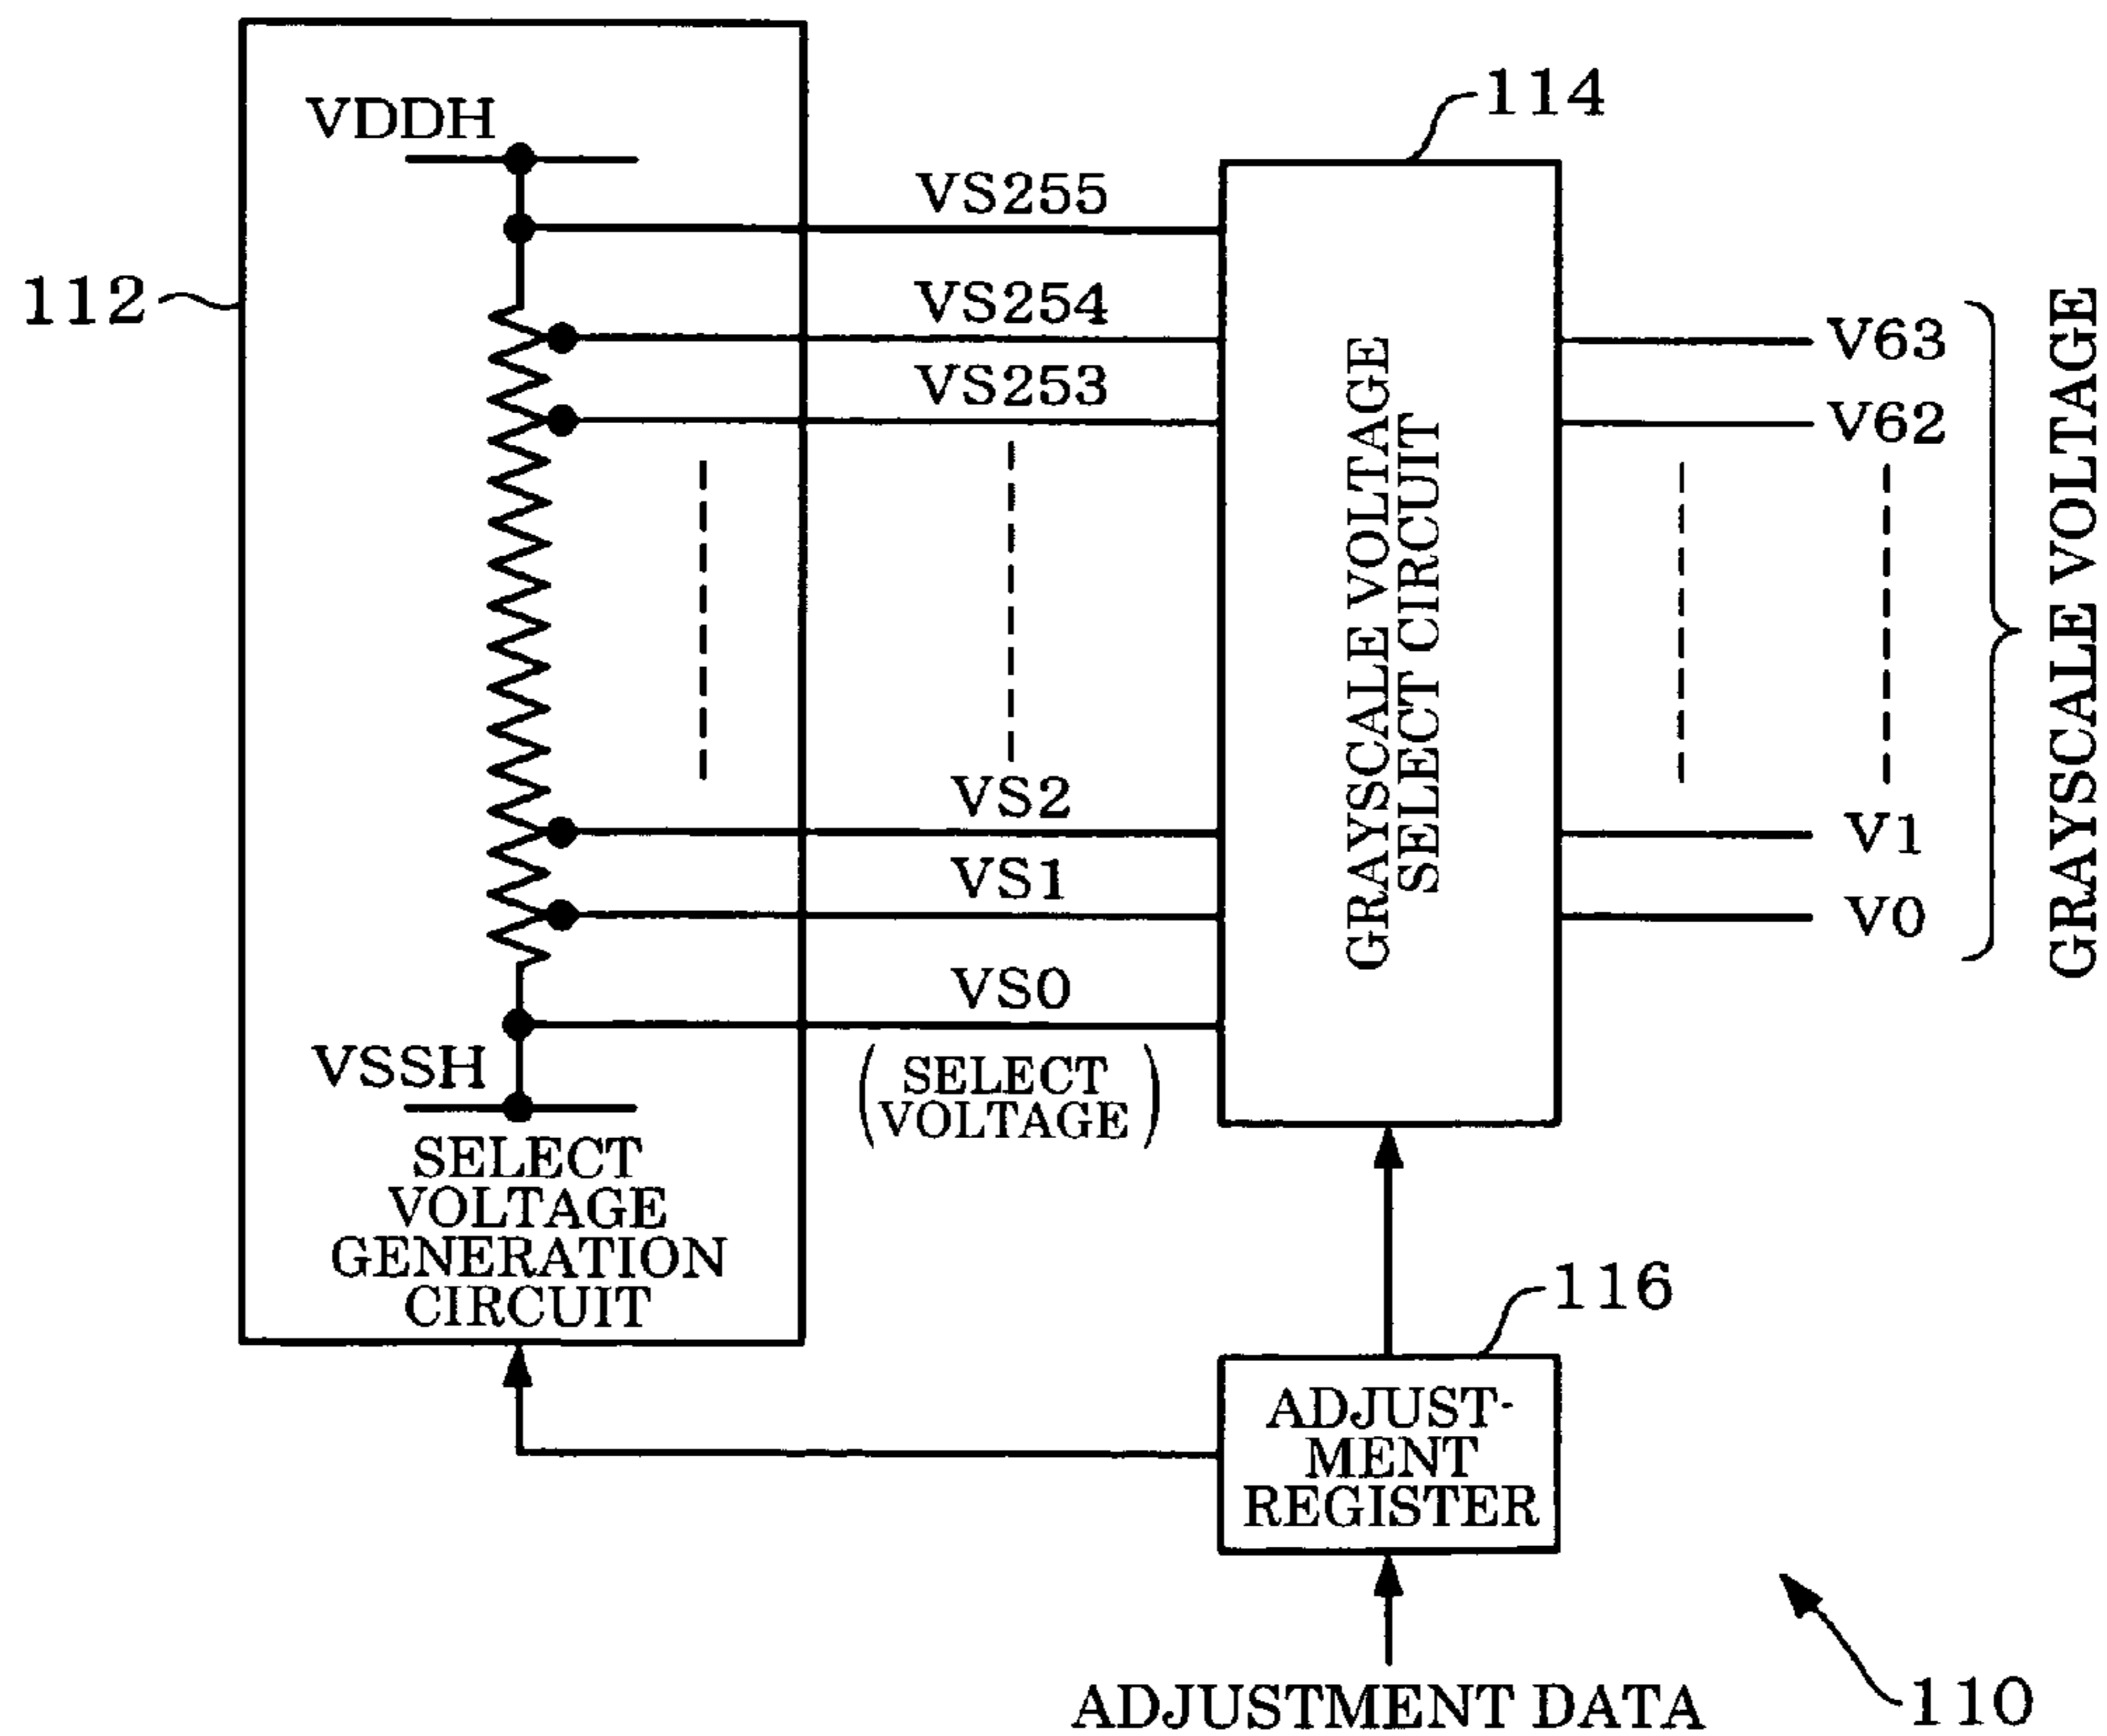 112
VDDH
VSSH
SELECT
VOLTAGE
GENERATION
CIRCUIT
VS255
VS254
VS253
VS2
VS1
VS0
(SELECT
VOLTAGE)
114
GRAYSCALE VOLTAGE
SELECT CIRCUIT
V63
V62
V1
V0
GRAYSCALE VOLTAGE
116
ADJUST-
MENT
REGISTER
ADJUSTMENT DATA
110